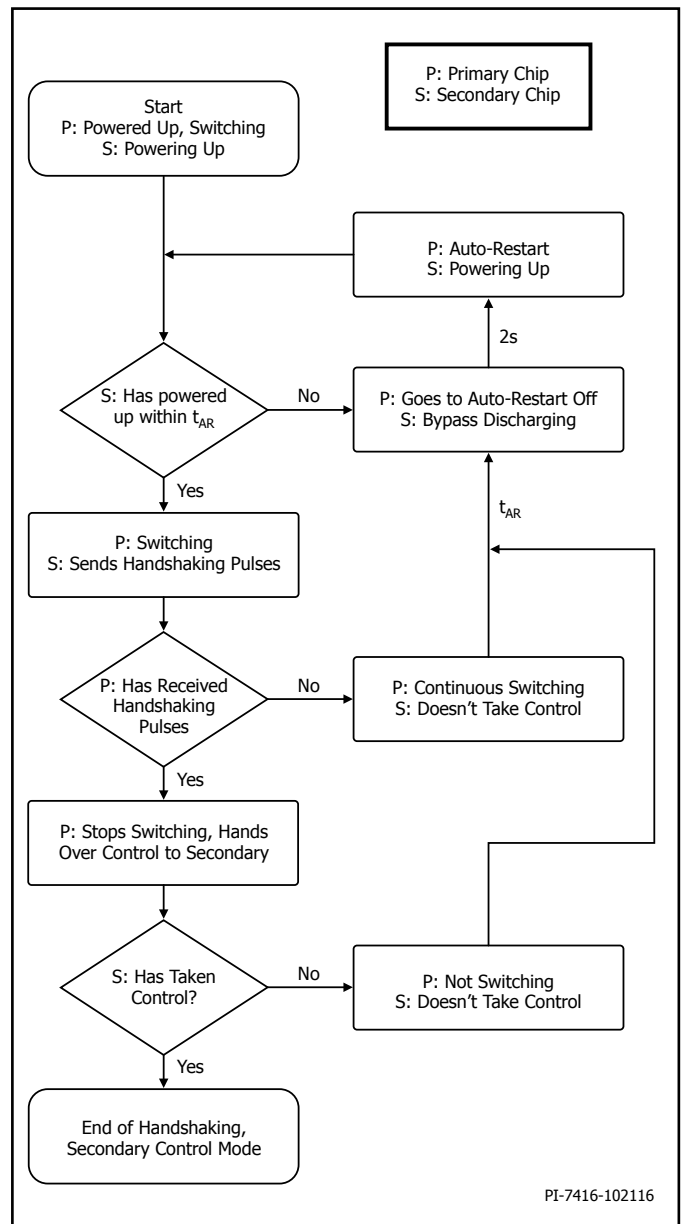 P: Primary Chip
S: Secondary Chip
Start
P: Powered Up, Switching
S: Powering Up
P: Auto-Restart
S: Powering Up
2s
S: Has powered
up within tAR
No
P: Goes to Auto-Restart Off
S: Bypass Discharging
Yes
tAR
P: Switching
S: Sends Handshaking Pulses
P: Has Received
Handshaking
Pulses
No
P: Continuous Switching
S: Doesn't Take Control
Yes
P: Stops Switching, Hands
Over Control to Secondary
S: Has Taken
Control?
No
P: Not Switching
S: Doesn't Take Control
Yes
End of Handshaking,
Secondary Control Mode
PI-7416-102116